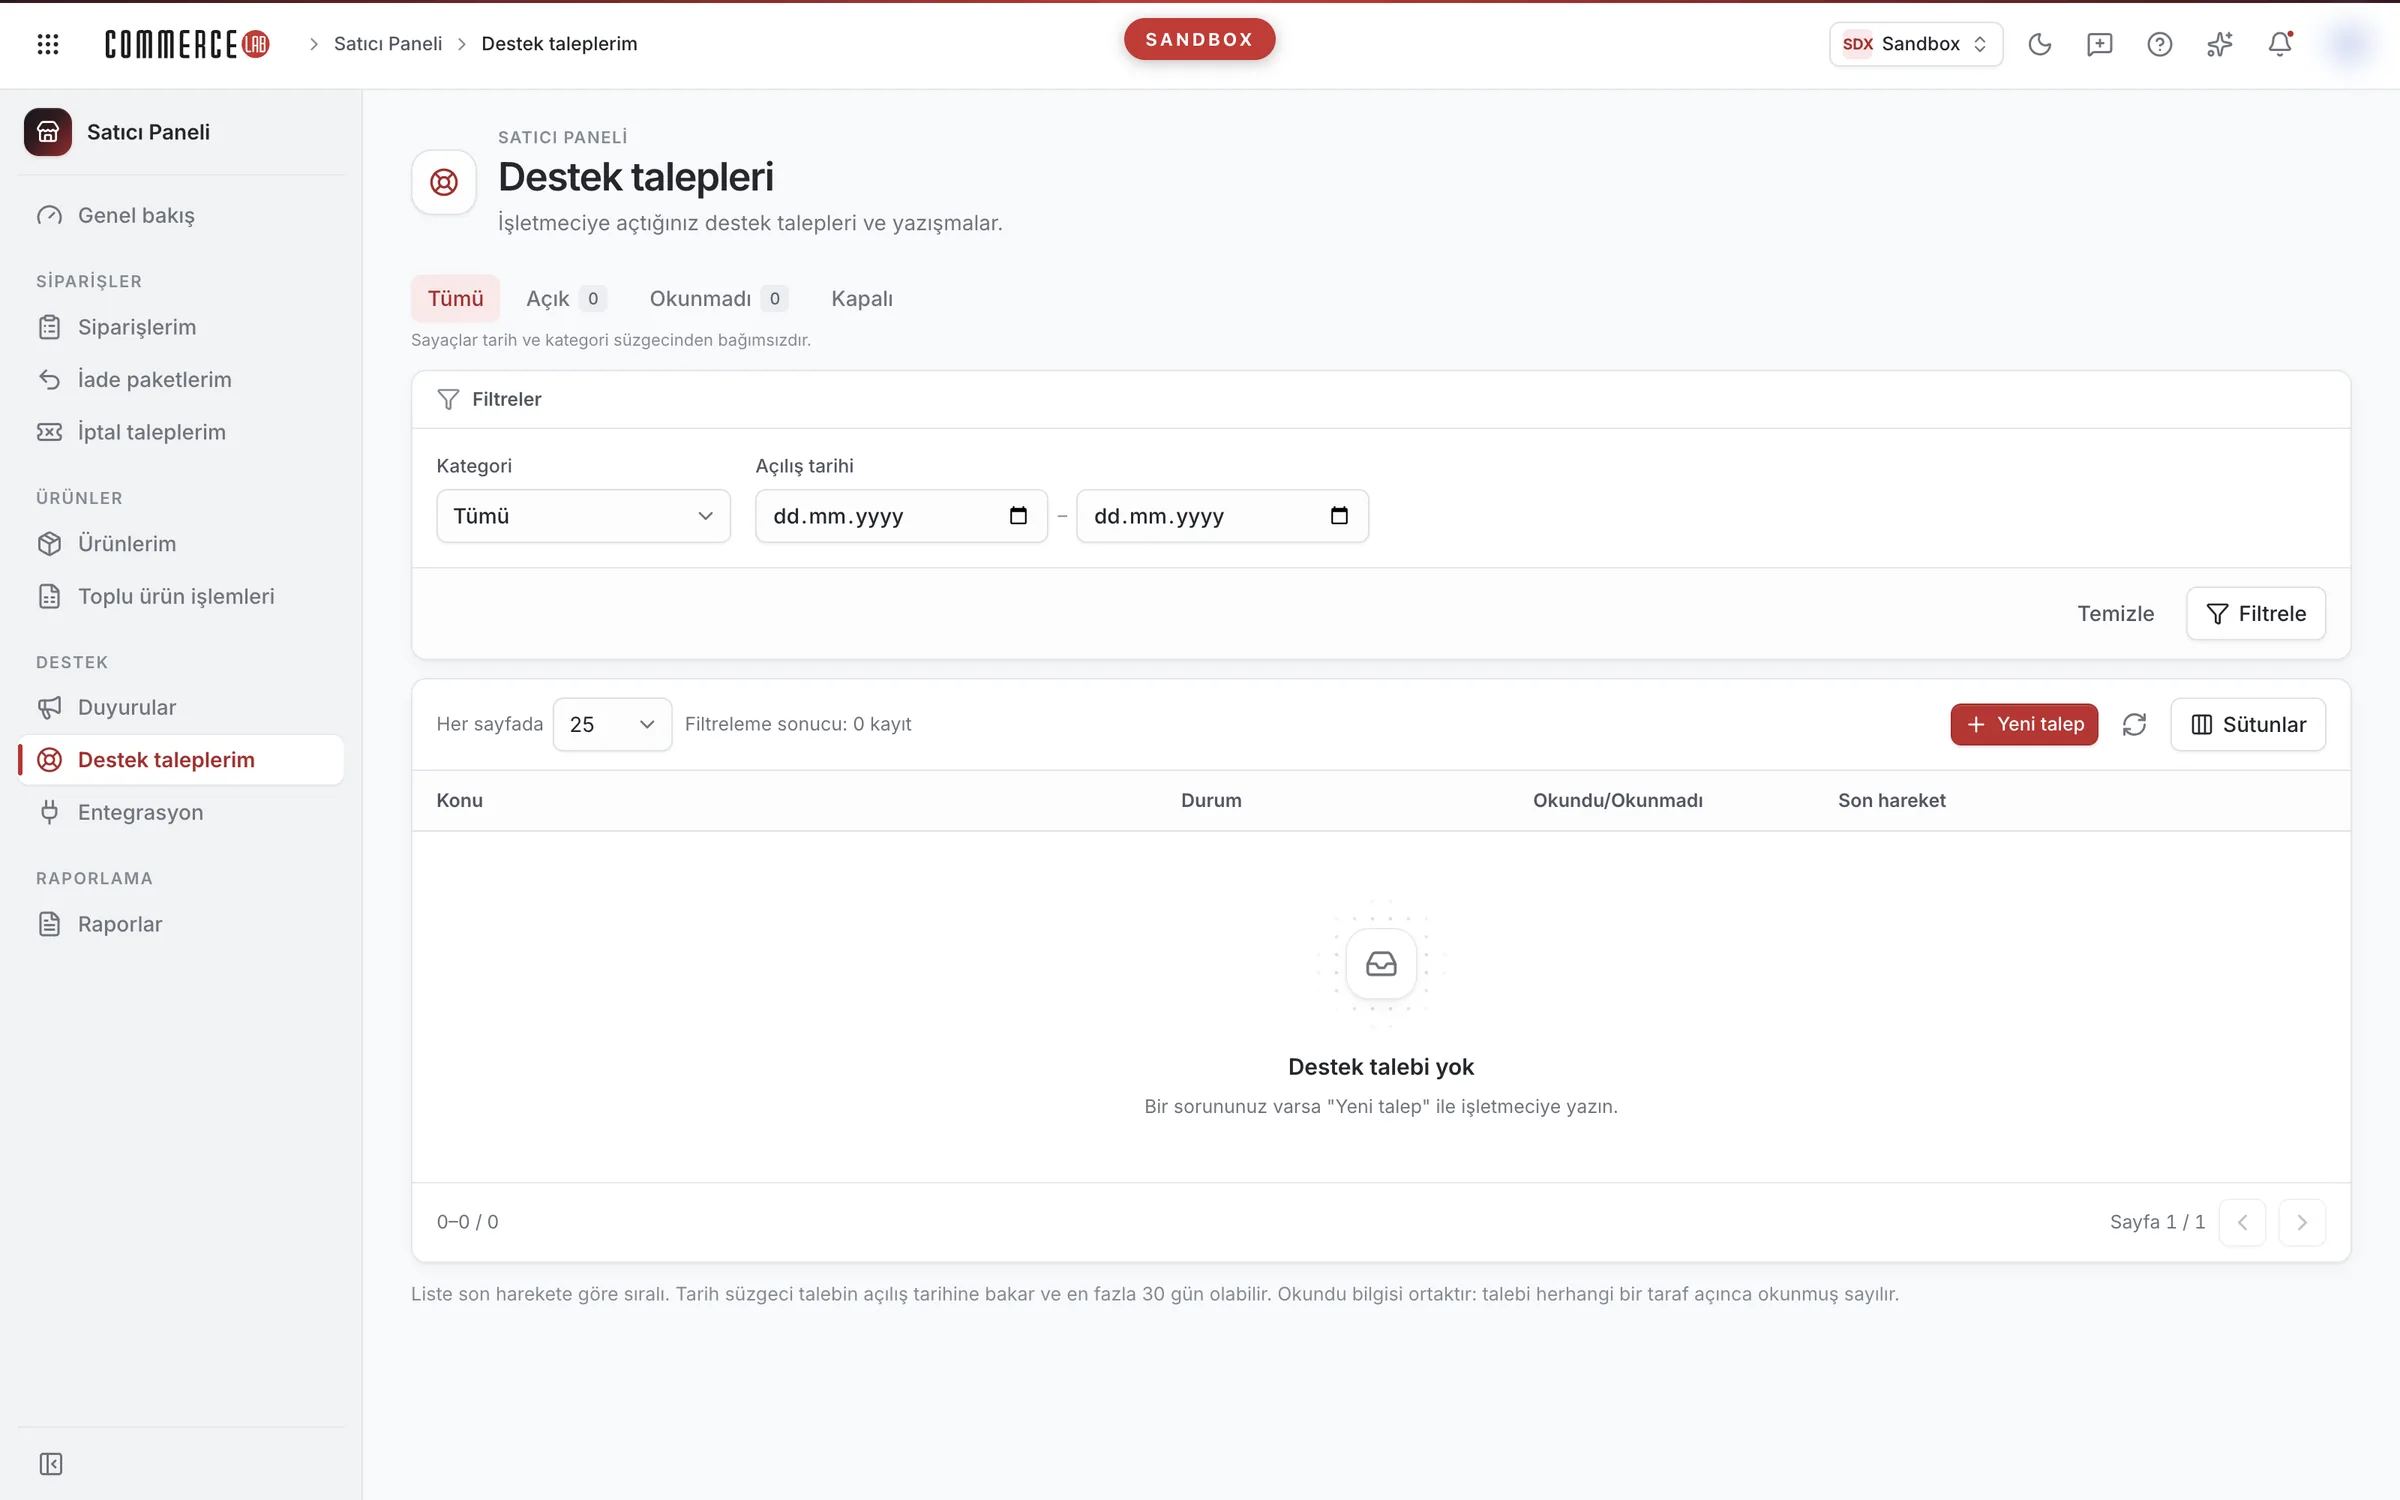 COMMERCE LAB
Satıcı Paneli
Destek taleplerim
SANDBOX
SDX Sandbox
Satıcı Paneli
Genel bakış
SİPARİŞLER
Siparişlerim
İade paketlerim
İptal taleplerim
ÜRÜNLER
Ürünlerim
Toplu ürün işlemleri
DESTEK
Duyurular
Destek taleplerim
Entegrasyon
RAPORLAMA
Raporlar
SATICI PANELİ
Destek talepleri
İşletmeciye açtığınız destek talepleri ve yazışmalar.
Tümü Açık 0 Okunmadı 0 Kapalı
Sayaçlar tarih ve kategori süzgecinden bağımsızdır.
Filtreler
Kategori Açılış tarihi
Tümü dd.mm.yyyy – dd.mm.yyyy
Temizle Filtrele
Her sayfada 25 Filtreleme sonucu: 0 kayıt Yeni talep Sütunlar
Konu Durum Okundu/Okunmadı Son hareket
Destek talebi yok
Bir sorununuz varsa "Yeni talep" ile işletmeciye yazın.
0–0 / 0 Sayfa 1 / 1
Liste son harekete göre sıralı. Tarih süzgeci talebin açılış tarihine bakar ve en fazla 30 gün olabilir. Okundu bilgisi ortaktır: talebi herhangi bir taraf açınca okunmuş sayılır.